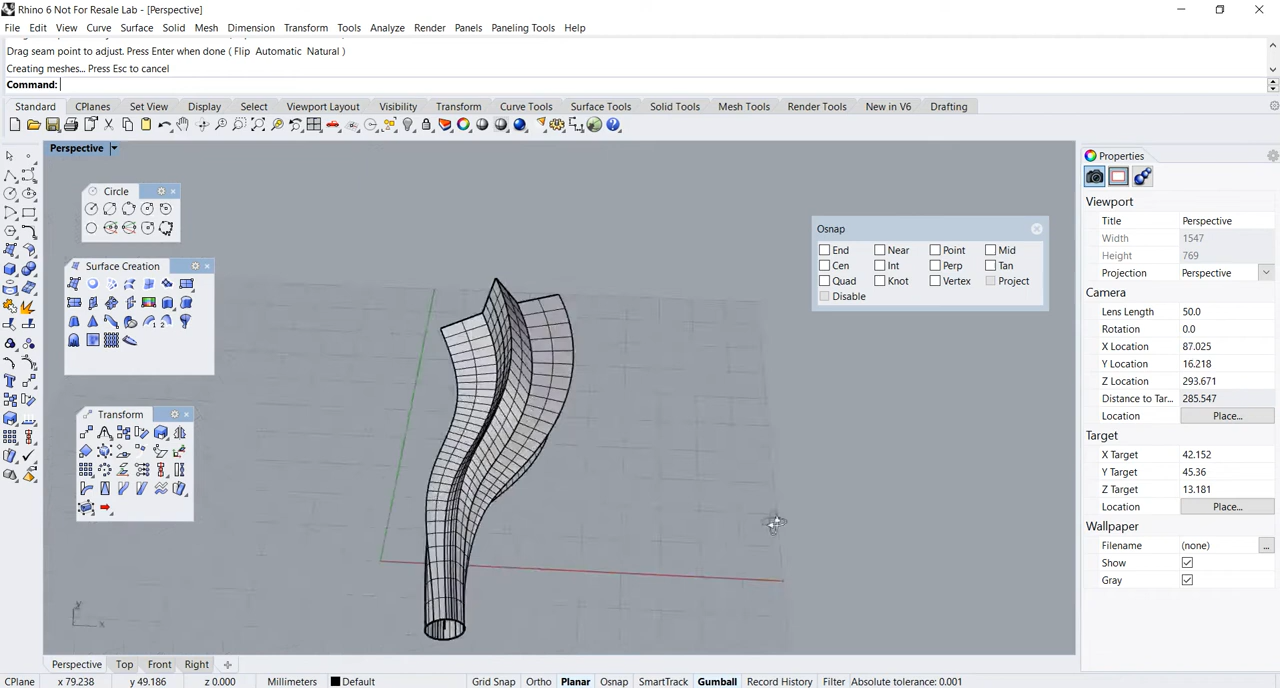 Rhino 6 Not For Resale Lab - [Perspective]
File Edit View Curve Surface Solid Mesh Dimension Transform Tools Analyze Render Panels Paneling Tools Help
Drag seam point to adjust. Press Enter when done ( Flip Automatic Natural )
Creating meshes... Press Esc to cancel
Command:
Standard CPlanes Set View Display Select Viewport Layout Visibility Transform Curve Tools Surface Tools Solid Tools Mesh Tools Render Tools New in V6 Drafting
Perspective
Circle
Surface Creation
Transform
Osnap
End Near Point Mid
Cen Int Perp Tan
Quad Knot Vertex Project
Disable
y
x
Properties
Viewport
Title Perspective
Width 1547
Height 769
Projection Perspective
Camera
Lens Length 50.0
Rotation 0.0
X Location 87.025
Y Location 16.218
Z Location 293.671
Distance to Tar... 285.547
Location Place...
Target
X Target 42.152
Y Target 45.36
Z Target 13.181
Location Place...
Wallpaper
Filename (none) ...
Show
Gray
Perspective Top Front Right
CPlane x 79.238 y 49.186 z 0.000 Millimeters Default Grid Snap Ortho Planar Osnap SmartTrack Gumball Record History Filter Absolute tolerance: 0.001